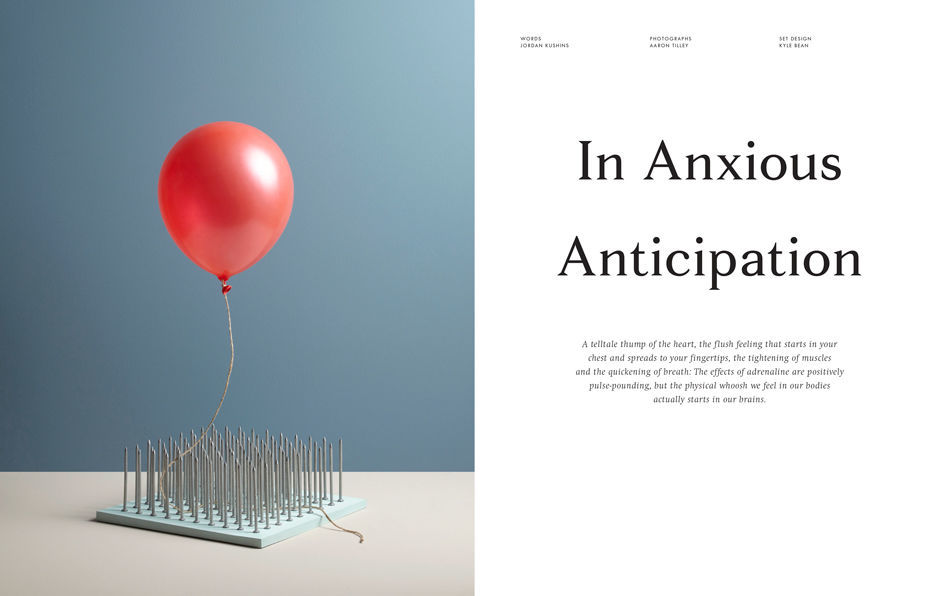 WORDS
JORDAN KUSHINS
PHOTOGRAPHS
AARON TILLEY
SET DESIGN
KYLE BEAN
In Anxious
Anticipation
A telltale thump of the heart, the flush feeling that starts in your
chest and spreads to your fingertips, the tightening of muscles
and the quickening of breath: The effects of adrenaline are positively
pulse-pounding, but the physical whoosh we feel in our bodies
actually starts in our brains.